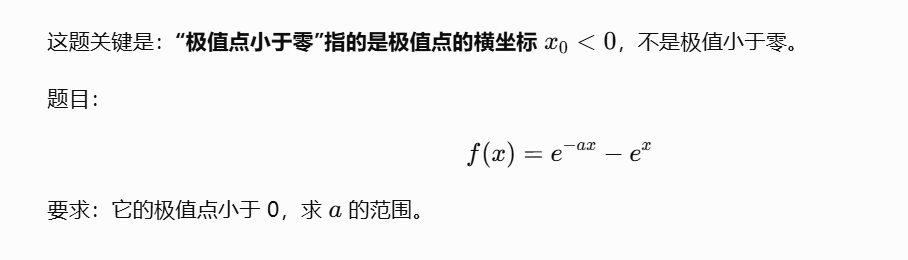 这题关键是：“极值点小于零”指的是极值点的横坐标 x₀ < 0，不是极值小于零。
题目：
f(x) = e^{-ax} − e^{x}
要求：它的极值点小于 0，求 a 的范围。